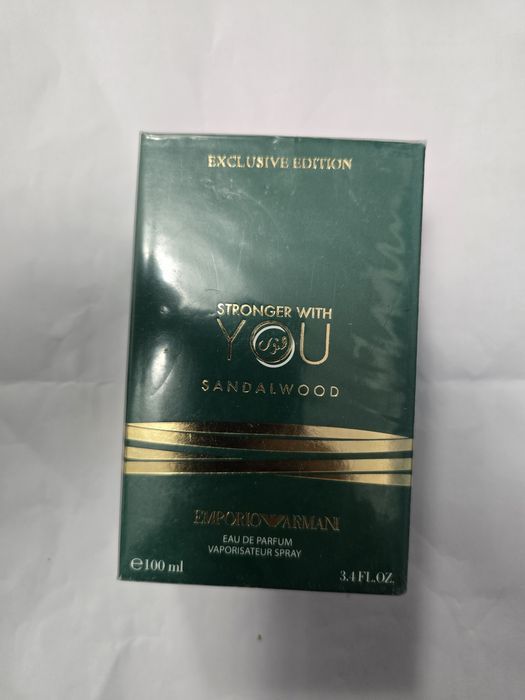 EXCLUSIVE EDITION
STRONGER WITH
YOU
SANDALWOOD
EMPORIO ARMANI
EAU DE PARFUM
VAPORISATEUR SPRAY
℮100 ml
3.4 FL.OZ.